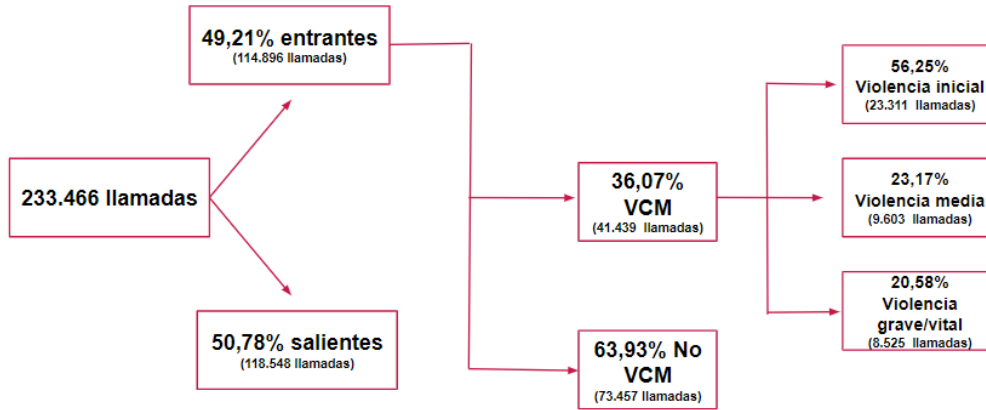 49,21% entrantes
(114.896 llamadas)
233.466 llamadas
50,78% salientes
(118.548 llamadas)
36,07%
VCM
(41.439 llamadas)
63,93% No
VCM
(73.457 llamadas)
56,25%
Violencia inicial
(23.311 llamadas)
23,17%
Violencia media
(9.603 llamadas)
20,58%
Violencia
grave/vital
(8.525 llamadas)